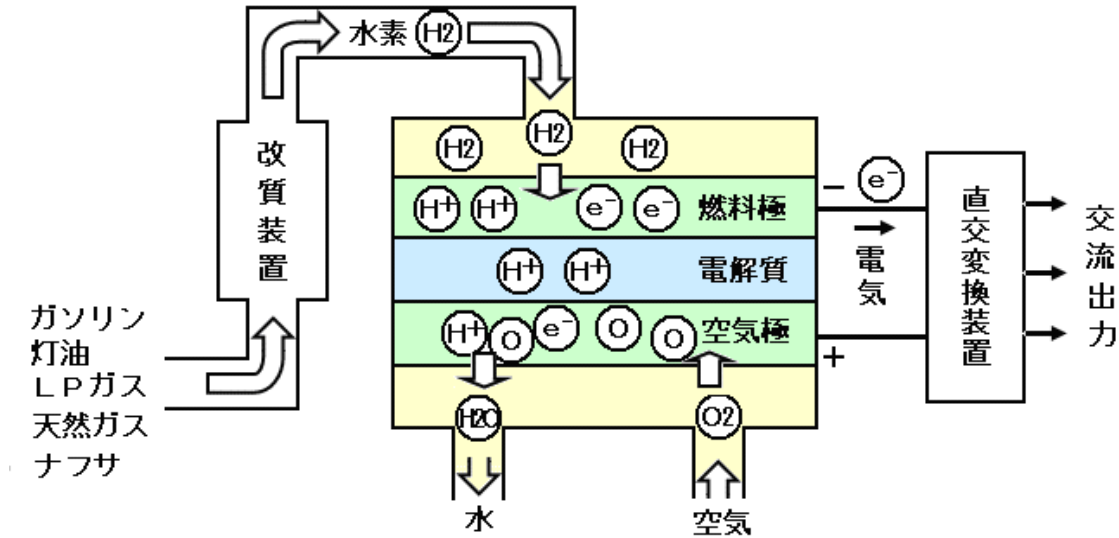 水素 H2
改質装置
ガソリン
灯油
LPガス
天然ガス
ナフサ
H2 H2 H2
H+ H+ e− e− 燃料極
H+ H+ 電解質
H+ O e− O O 空気極
H2O O2
水 空気
− e−
電気
+
直交変換装置
交流出力